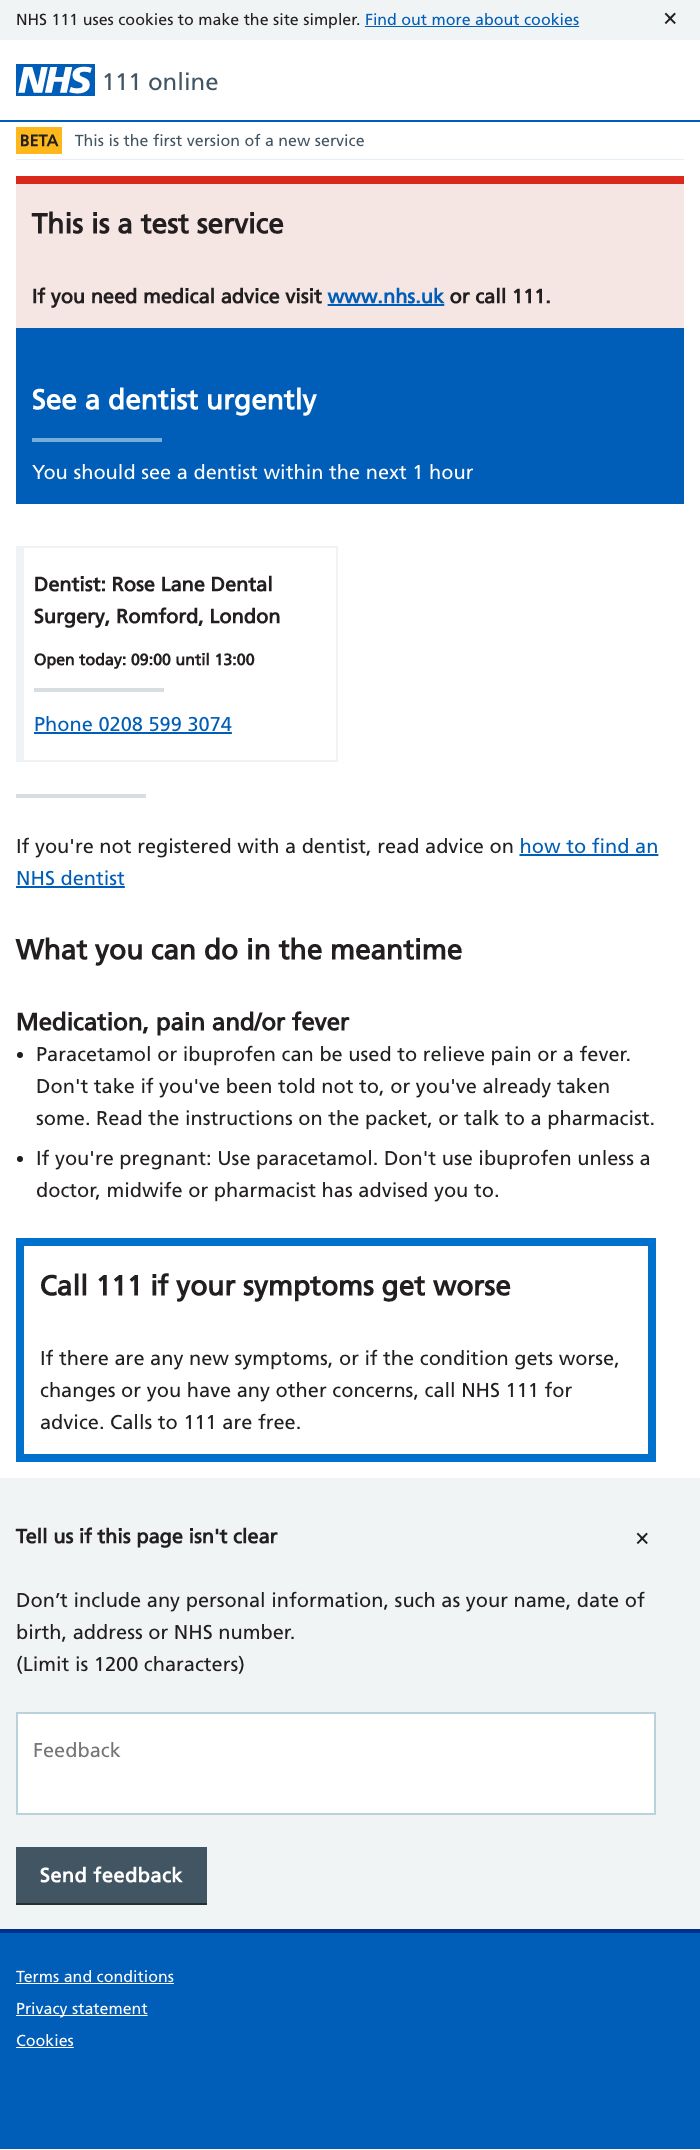 NHS 111 uses cookies to make the site simpler. Find out more about cookies ✕
NHS 111 online
BETA This is the first version of a new service
This is a test service
If you need medical advice visit www.nhs.uk or call 111.
See a dentist urgently
You should see a dentist within the next 1 hour
Dentist: Rose Lane Dental
Surgery, Romford, London
Open today: 09:00 until 13:00
Phone 0208 599 3074
If you're not registered with a dentist, read advice on how to find an
NHS dentist
What you can do in the meantime
Medication, pain and/or fever
• Paracetamol or ibuprofen can be used to relieve pain or a fever.
Don't take if you've been told not to, or you've already taken
some. Read the instructions on the packet, or talk to a pharmacist.
• If you're pregnant: Use paracetamol. Don't use ibuprofen unless a
doctor, midwife or pharmacist has advised you to.
Call 111 if your symptoms get worse
If there are any new symptoms, or if the condition gets worse,
changes or you have any other concerns, call NHS 111 for
advice. Calls to 111 are free.
Tell us if this page isn't clear ✕
Don’t include any personal information, such as your name, date of
birth, address or NHS number.
(Limit is 1200 characters)
Feedback
Send feedback
Terms and conditions
Privacy statement
Cookies